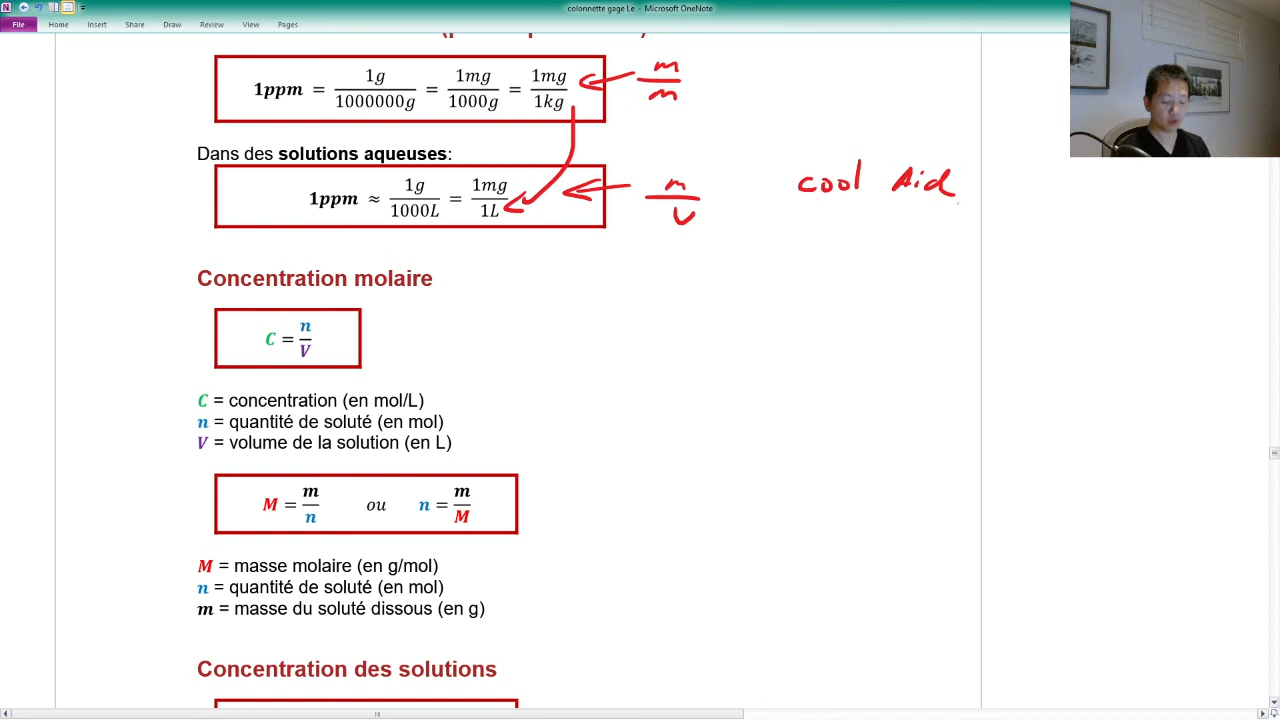 colonnette gage Le - Microsoft OneNote
File Home Insert Share Draw Review View Pages
1ppm = 1g/1000000g = 1mg/1000g = 1mg/1kg
m/m
Dans des solutions aqueuses:
1ppm ≈ 1g/1000L = 1mg/1L
m/V
cool Aid
Concentration molaire
C = n/V
C = concentration (en mol/L)
n = quantité de soluté (en mol)
V = volume de la solution (en L)
M = m/n ou n = m/M
M = masse molaire (en g/mol)
n = quantité de soluté (en mol)
m = masse du soluté dissous (en g)
Concentration des solutions